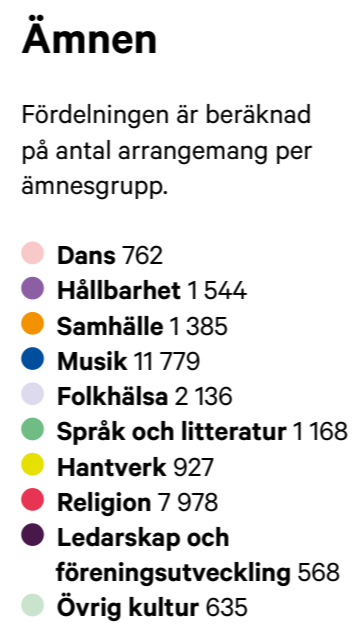 Ämnen
Fördelningen är beräknad
på antal arrangemang per
ämnesgrupp.
Dans 762
Hållbarhet 1 544
Samhälle 1 385
Musik 11 779
Folkhälsa 2 136
Språk och litteratur 1 168
Hantverk 927
Religion 7 978
Ledarskap och
föreningsutveckling 568
Övrig kultur 635